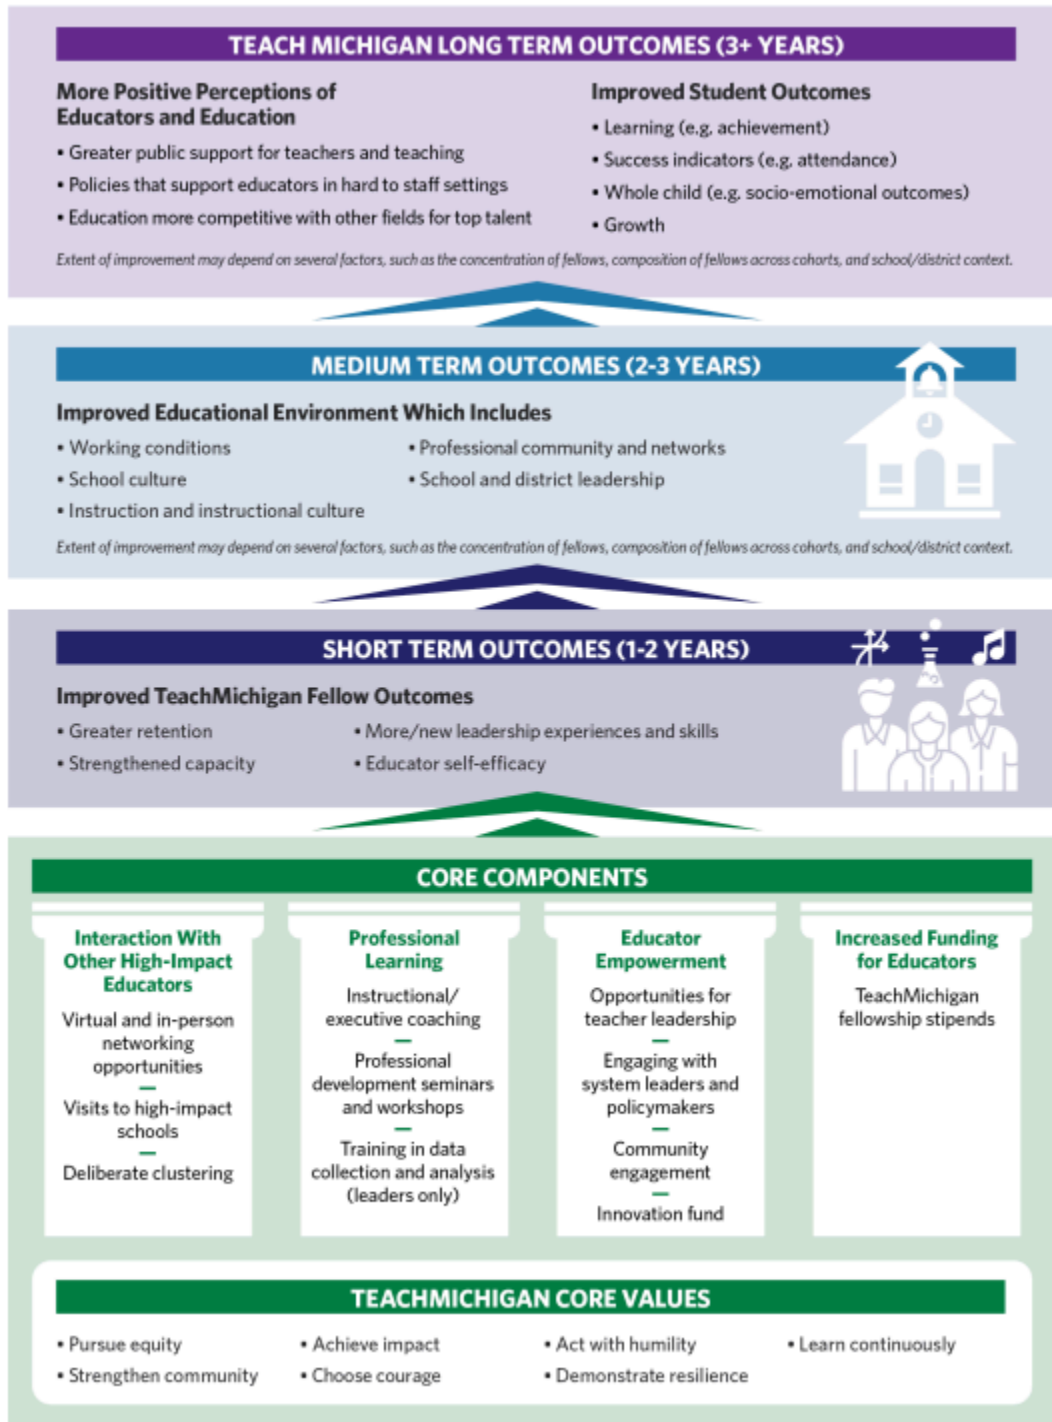 TEACH MICHIGAN LONG TERM OUTCOMES (3+ YEARS)
More Positive Perceptions of
Educators and Education
▪ Greater public support for teachers and teaching
▪ Policies that support educators in hard to staff settings
▪ Education more competitive with other fields for top talent
Improved Student Outcomes
▪ Learning (e.g. achievement)
▪ Success indicators (e.g. attendance)
▪ Whole child (e.g. socio-emotional outcomes)
▪ Growth
Extent of improvement may depend on several factors, such as the concentration of fellows, composition of fellows across cohorts, and school/district context.
MEDIUM TERM OUTCOMES (2-3 YEARS)
Improved Educational Environment Which Includes
▪ Working conditions
▪ School culture
▪ Instruction and instructional culture
▪ Professional community and networks
▪ School and district leadership
Extent of improvement may depend on several factors, such as the concentration of fellows, composition of fellows across cohorts, and school/district context.
SHORT TERM OUTCOMES (1-2 YEARS)
Improved TeachMichigan Fellow Outcomes
▪ Greater retention
▪ Strengthened capacity
▪ More/new leadership experiences and skills
▪ Educator self-efficacy
CORE COMPONENTS
Interaction With
Other High-Impact
Educators
Virtual and in-person
networking
opportunities
Visits to high-impact
schools
Deliberate clustering
Professional
Learning
Instructional/
executive coaching
Professional
development seminars
and workshops
Training in data
collection and analysis
(leaders only)
Educator
Empowerment
Opportunities for
teacher leadership
Engaging with
system leaders and
policymakers
Community
engagement
Innovation fund
Increased Funding
for Educators
TeachMichigan
fellowship stipends
TEACHMICHIGAN CORE VALUES
▪ Pursue equity
▪ Strengthen community
▪ Achieve impact
▪ Choose courage
▪ Act with humility
▪ Demonstrate resilience
▪ Learn continuously